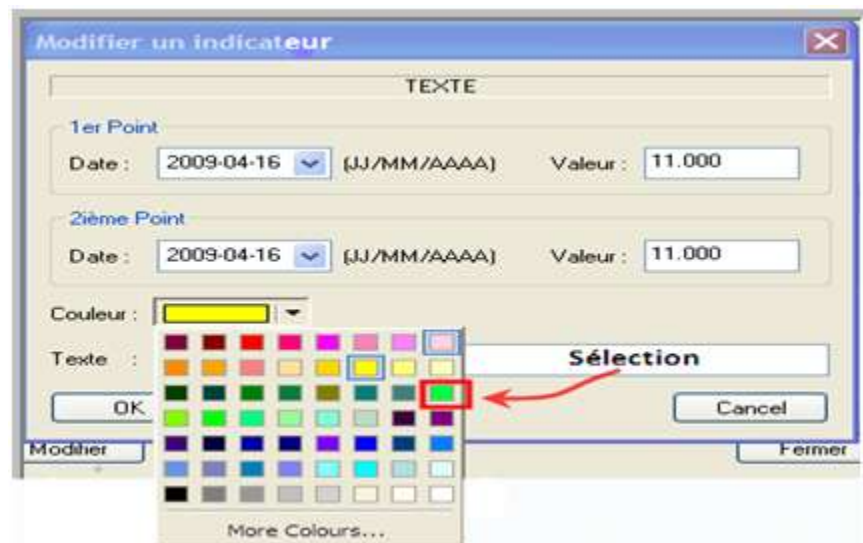 Modifier un indicateur
TEXTE
1er Point
Date : 2009-04-16 (JJ/MM/AAAA) Valeur : 11.000
2ième Point
Date : 2009-04-16 (JJ/MM/AAAA) Valeur : 11.000
Couleur :
Texte : Sélection
OK Cancel
Modifier Fermer
More Colours...